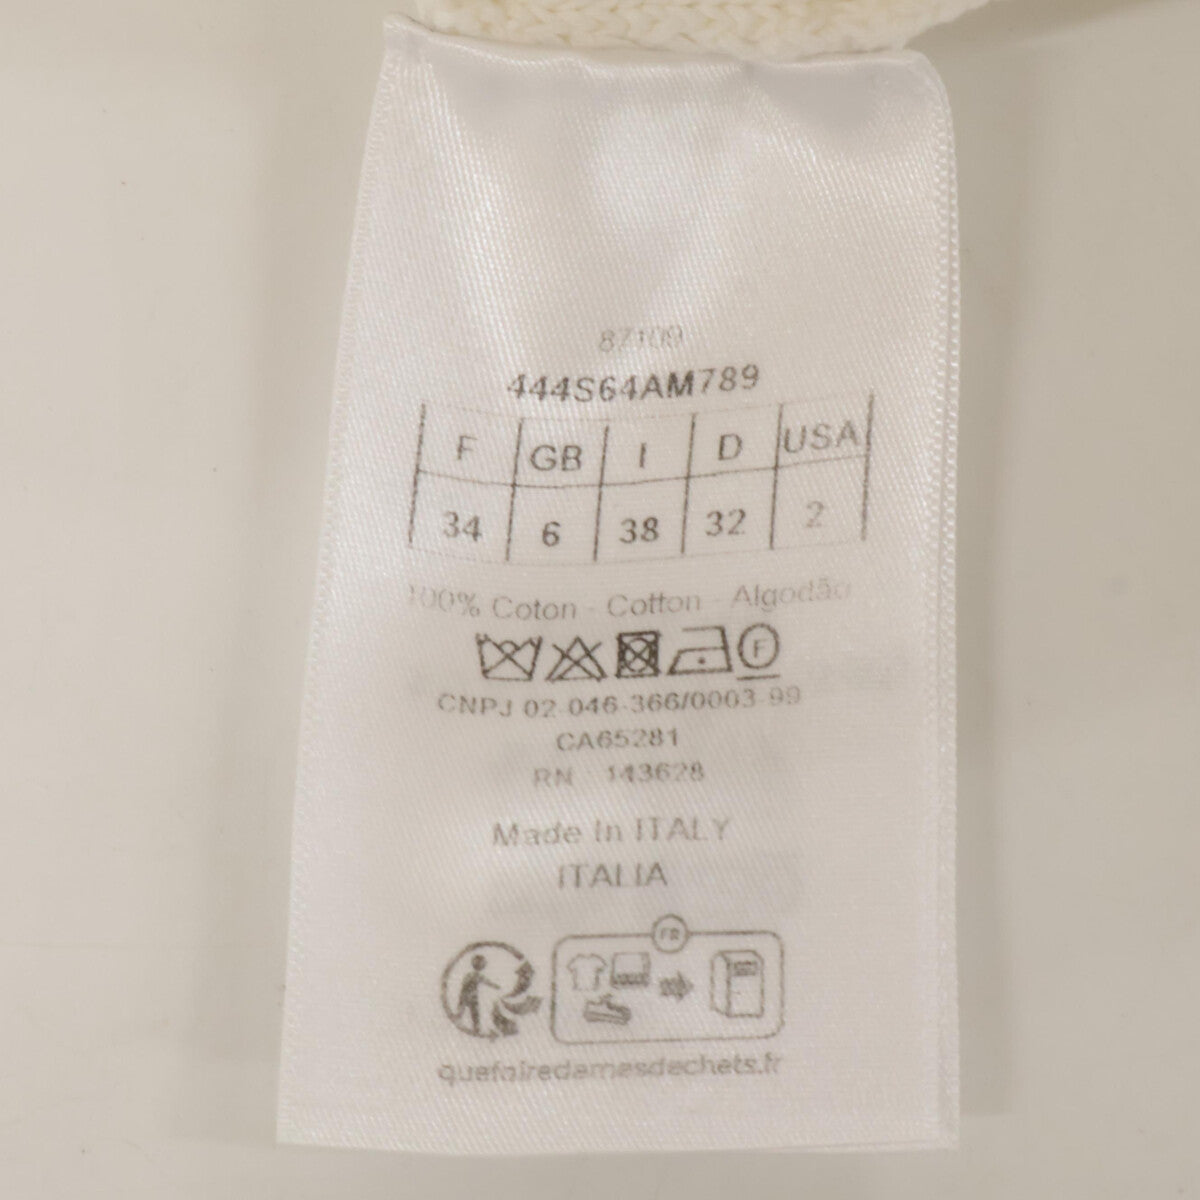 87109
444S64AM789
F GB I D USA
34 6 38 32 2
100% Coton - Cotton - Algodão
F
CNPJ 02-046-366/0003-99
CA65281
RN 143628
Made In ITALY
ITALIA
FR
quefairedemesdechets.fr